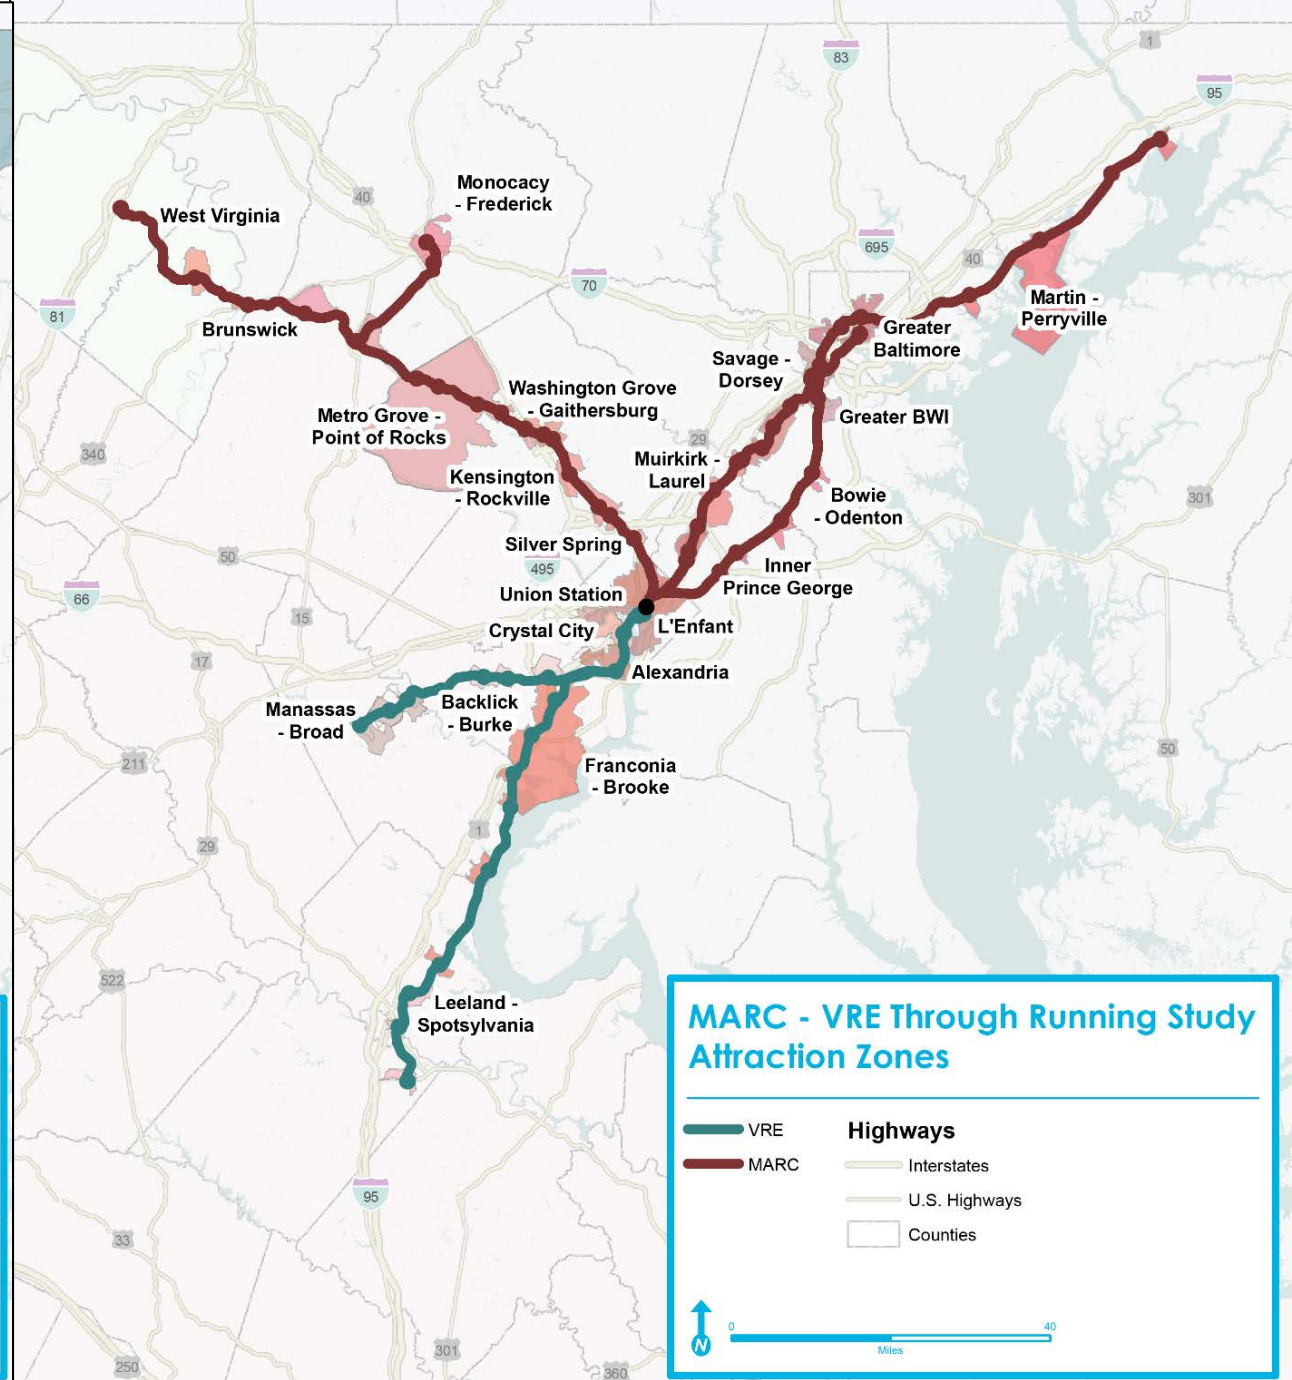 83
1
95
Monocacy
- Frederick
40
West Virginia
695
40
70
81
Martin -
Perryville
Brunswick
Greater
Baltimore
Savage -
Dorsey
Washington Grove
- Gaithersburg
Metro Grove -
Point of Rocks
Greater BWI
29
340
Muirkirk -
Laurel
Kensington
- Rockville
301
Bowie
- Odenton
Silver Spring
50
495
Inner
Prince George
66
Union Station
15
Crystal City
L'Enfant
17
Alexandria
Manassas
- Broad
Backlick
- Burke
50
211
Franconia
- Brooke
1
29
522
Leeland -
Spotsylvania
95
33
301
250
360
MARC - VRE Through Running Study
Attraction Zones
VRE
MARC
Highways
Interstates
U.S. Highways
Counties
N
0
40
Miles